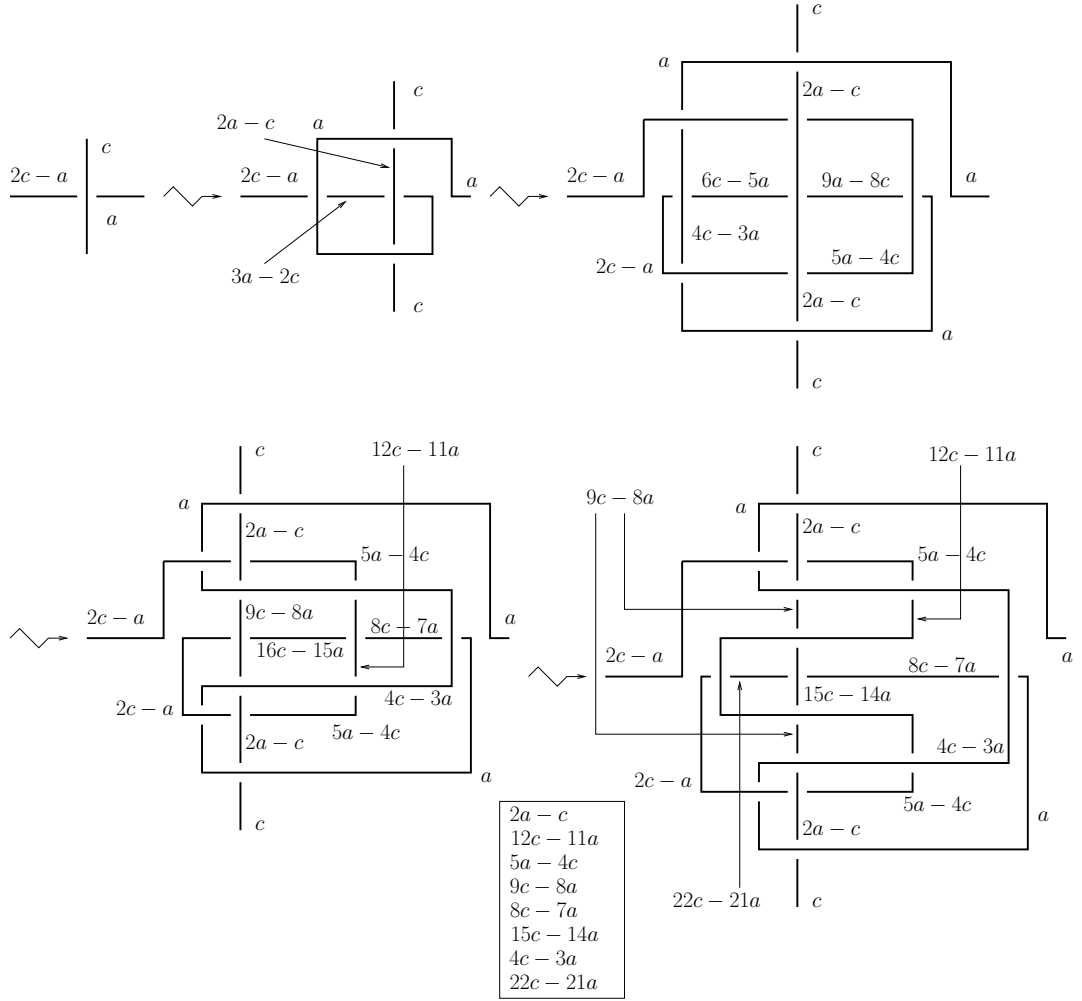 c
2c − a
a
c
2a − c
a
2c − a
a
3a − 2c
c
c
a
2a − c
2c − a
6c − 5a
9a − 8c
a
4c − 3a
2c − a
5a − 4c
2a − c
a
c
c
12c − 11a
a
2a − c
5a − 4c
2c − a
9c − 8a
8c − 7a
a
16c − 15a
4c − 3a
2c − a
5a − 4c
2a − c
a
c
c
12c − 11a
9c − 8a
a
2a − c
5a − 4c
2c − a
8c − 7a
a
15c − 14a
4c − 3a
2c − a
5a − 4c
2a − c
a
22c − 21a
c
2a − c
12c − 11a
5a − 4c
9c − 8a
8c − 7a
15c − 14a
4c − 3a
22c − 21a